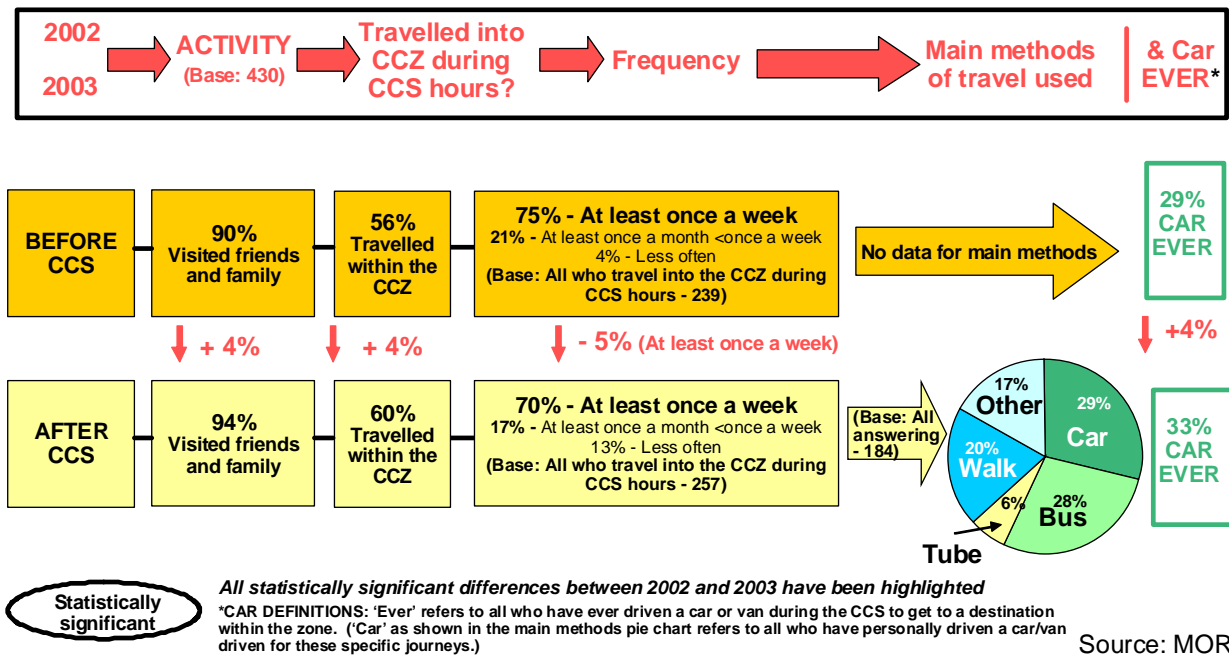 2002
2003
ACTIVITY
(Base: 430)
Travelled into
CCZ during
CCS hours?
Frequency
Main methods
of travel used
& Car
EVER*
BEFORE
CCS
90%
Visited friends
and family
56%
Travelled
within the
CCZ
75% - At least once a week
21% - At least once a month <once a week
4% - Less often
(Base: All who travel into the CCZ during
CCS hours - 239)
No data for main methods
29%
CAR
EVER
+ 4%
+ 4%
- 5% (At least once a week)
+4%
AFTER
CCS
94%
Visited friends
and family
60%
Travelled
within the
CCZ
70% - At least once a week
17% - At least once a month <once a week
13% - Less often
(Base: All who travel into the CCZ during
CCS hours - 257)
(Base: All
answering
- 184)
17%
Other
29%
Car
20%
Walk
6%
Tube
28%
Bus
33%
CAR
EVER
Statistically
significant
All statistically significant differences between 2002 and 2003 have been highlighted
*CAR DEFINITIONS: ‘Ever’ refers to all who have ever driven a car or van during the CCS to get to a destination
within the zone. (‘Car’ as shown in the main methods pie chart refers to all who have personally driven a car/van
driven for these specific journeys.)
Source: MOR